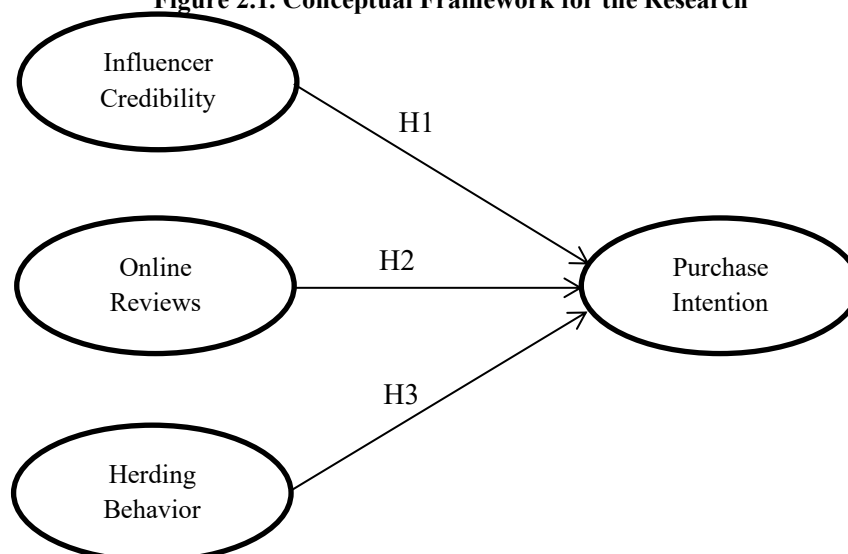 Figure 2.1. Conceptual Framework for the Research
Influencer
Credibility
H1
Online
Reviews
H2
Purchase
Intention
H3
Herding
Behavior